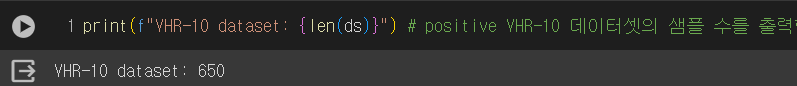 1 print(f"VHR-10 dataset: {len(ds)}") # positive VHR-10 데이터셋의 샘플 수를
VHR-10 dataset: 650